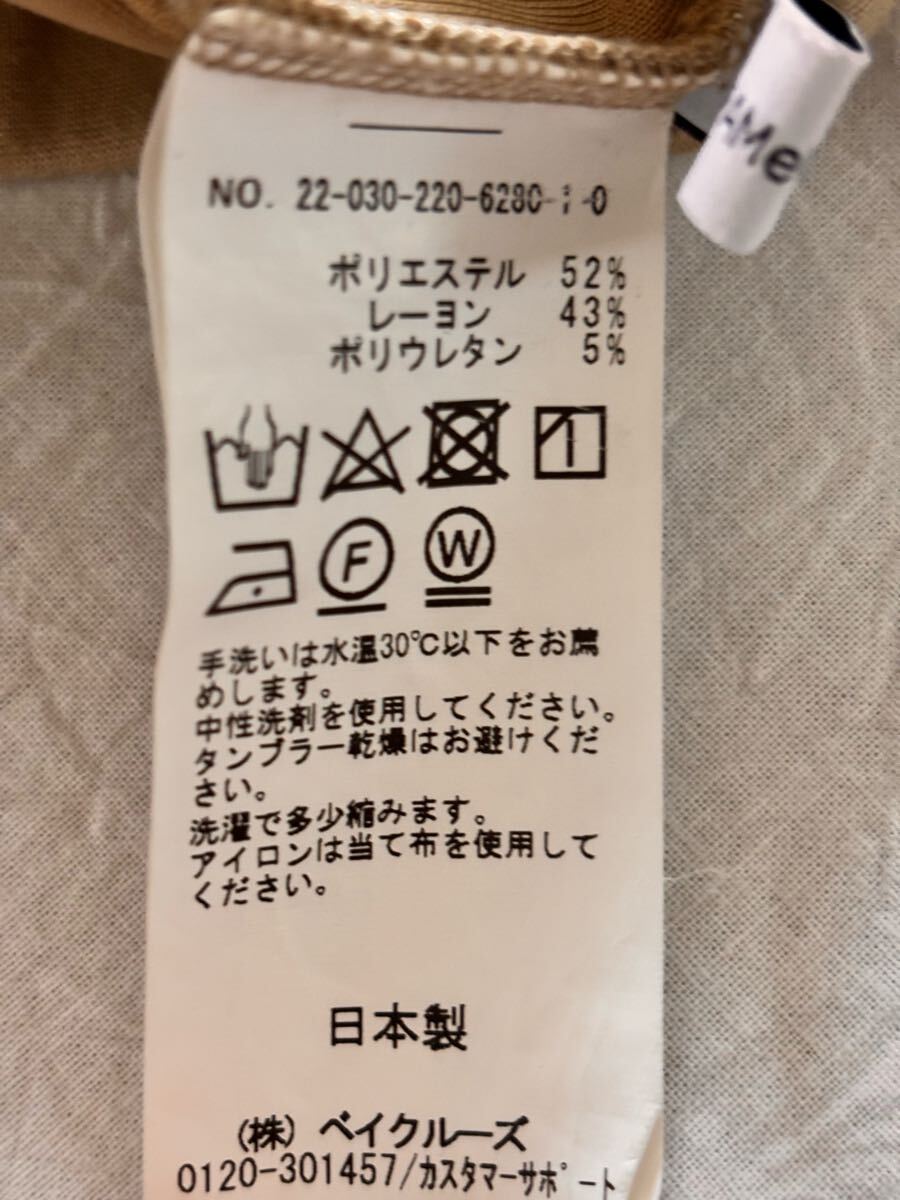 NO. 22-030-220-6280- -0
ポリエステル 52%
レーヨン 43%
ポリウレタン 5%
F
W
手洗いは水温30℃以下をお薦
めします。
中性洗剤を使用してください。
タンブラー乾燥はお避けくだ
さい。
洗濯で多少縮みます。
アイロンは当て布を使用して
ください。
日本製
(株) ベイクルーズ
0120-301457/カスタマーサポート